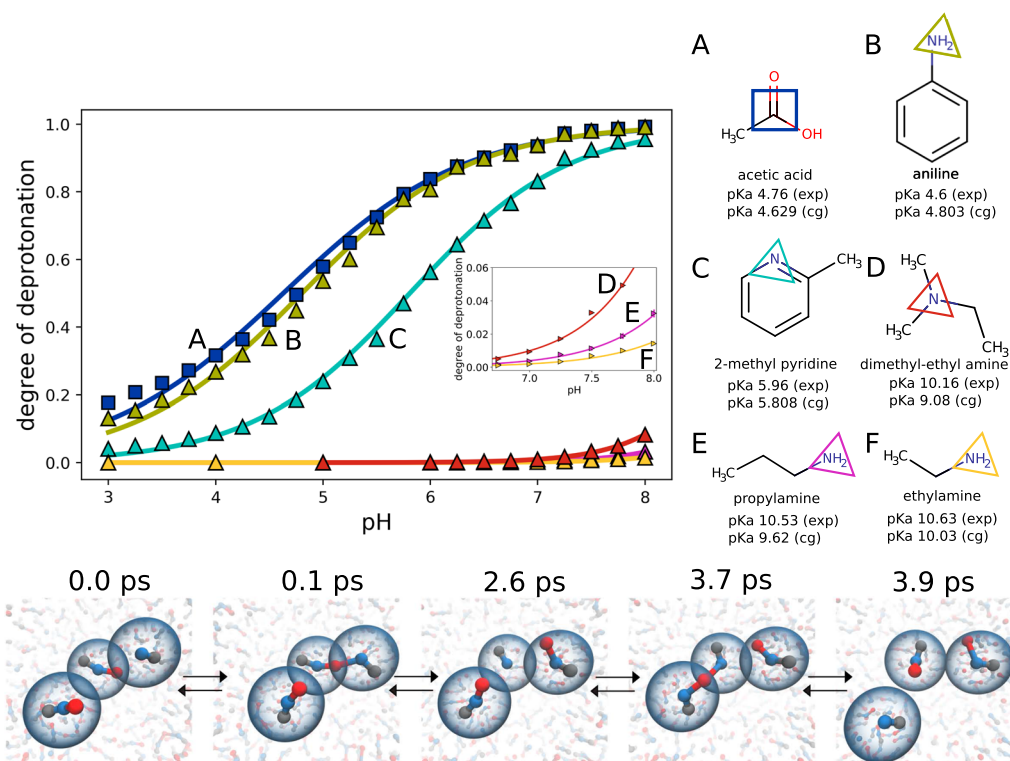 A
B
NH2
O
H3C
OH
acetic acid
pKa 4.76 (exp)
pKa 4.629 (cg)
aniline
pKa 4.6 (exp)
pKa 4.803 (cg)
1.0
0.8
0.6
0.4
0.2
0.0
degree of deprotonation
3
4
5
6
7
8
pH
A
B
C
0.06
0.04
0.02
0.00
degree of deprotonation
7.0
7.5
8.0
pH
D
E
F
C
N
CH3
2-methyl pyridine
pKa 5.96 (exp)
pKa 5.808 (cg)
D
H3C
N
H3C
CH3
dimethyl-ethyl amine
pKa 10.16 (exp)
pKa 9.08 (cg)
E
H3C
NH2
propylamine
pKa 10.53 (exp)
pKa 9.62 (cg)
F
H3C
NH2
ethylamine
pKa 10.63 (exp)
pKa 10.03 (cg)
0.0 ps
0.1 ps
2.6 ps
3.7 ps
3.9 ps